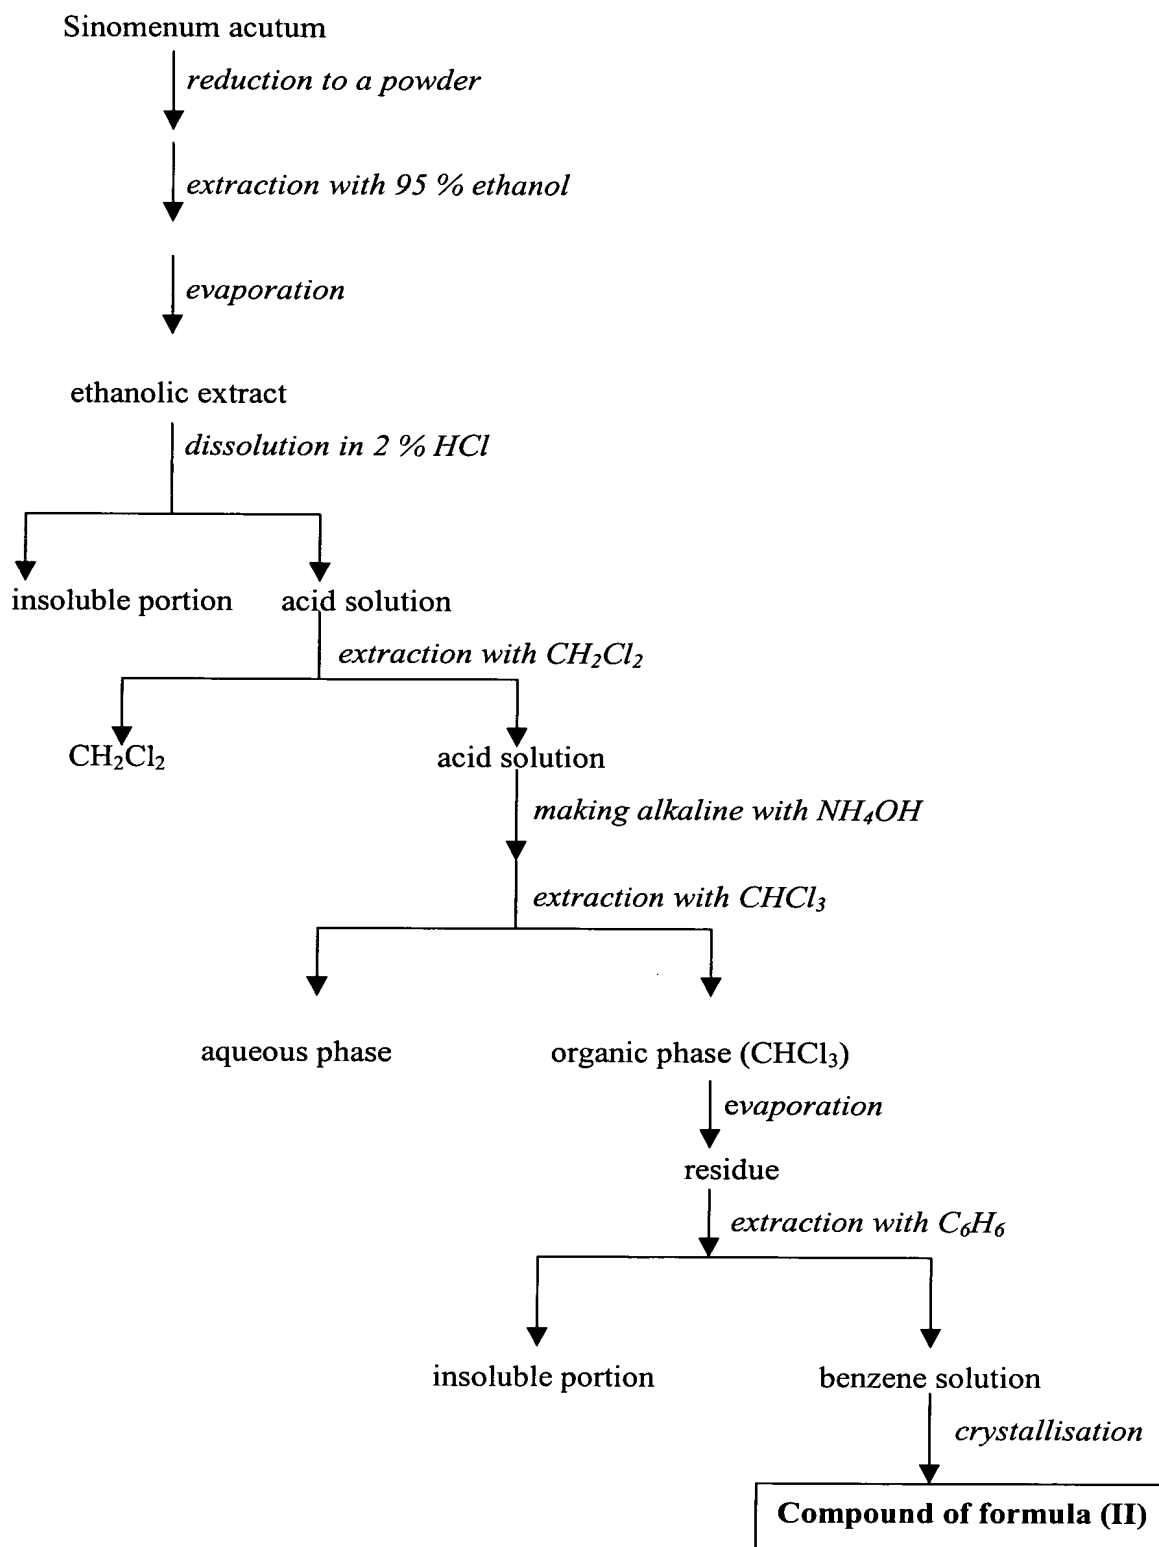 Sinomenum acutum
reduction to a powder
extraction with 95 % ethanol
evaporation
ethanolic extract
dissolution in 2 % HCl
insoluble portion
acid solution
extraction with CH₂Cl₂
CH₂Cl₂
acid solution
making alkaline with NH₄OH
extraction with CHCl₃
aqueous phase
organic phase (CHCl₃)
evaporation
residue
extraction with C₆H₆
insoluble portion
benzene solution
crystallisation
Compound of formula (II)